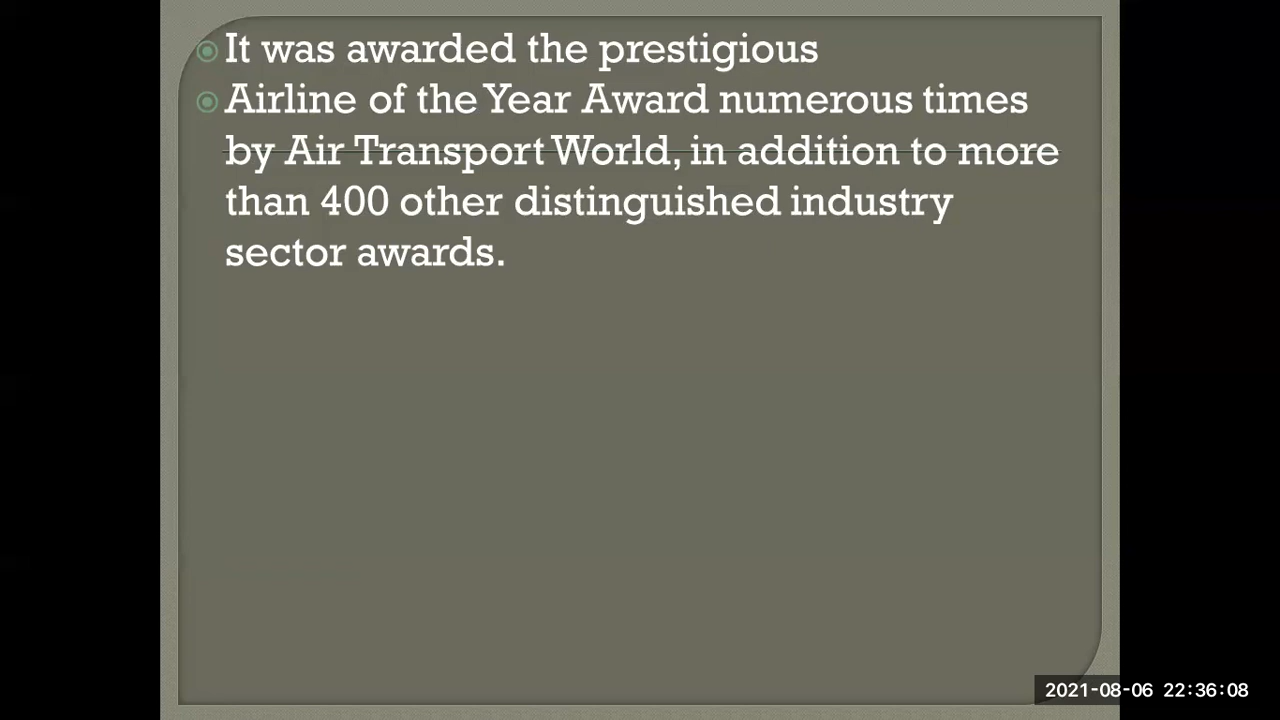 It was awarded the prestigious
Airline of the Year Award numerous times
by Air Transport World, in addition to more
than 400 other distinguished industry
sector awards.
2021-08-06 22:36:08